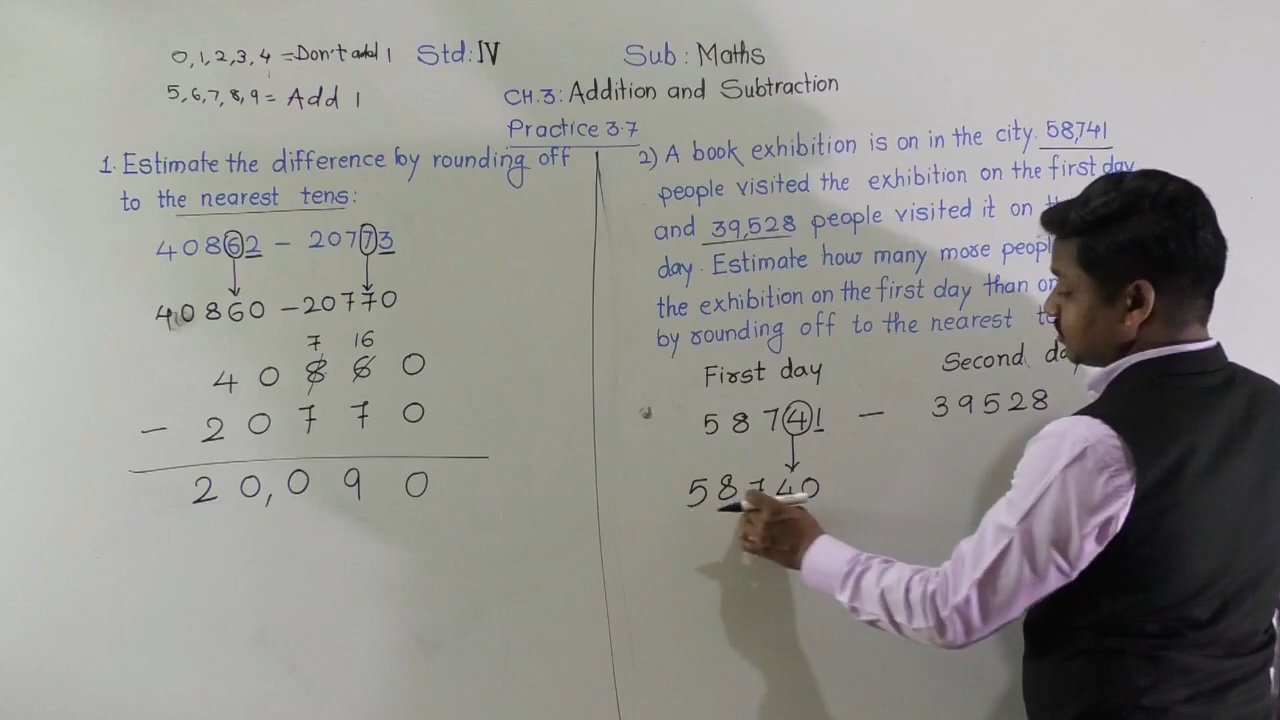 0,1,2,3,4 = Don't add 1
5,6,7,8,9 = Add 1
Std: IV
Sub: Maths
CH.3: Addition and Subtraction
Practice 3.7
1. Estimate the difference by rounding off
to the nearest tens:
40862 - 20773
40860 - 20770
7 16
4 0 8 6 0
- 2 0 7 7 0
2 0, 0 9 0
2) A book exhibition is on in the city. 58,741
people visited the exhibition on the first day
and 39,528 people visited it on
day. Estimate how many more
the exhibition on the first day than
by rounding off to the nearest
First day Second
58741 - 39528
58740